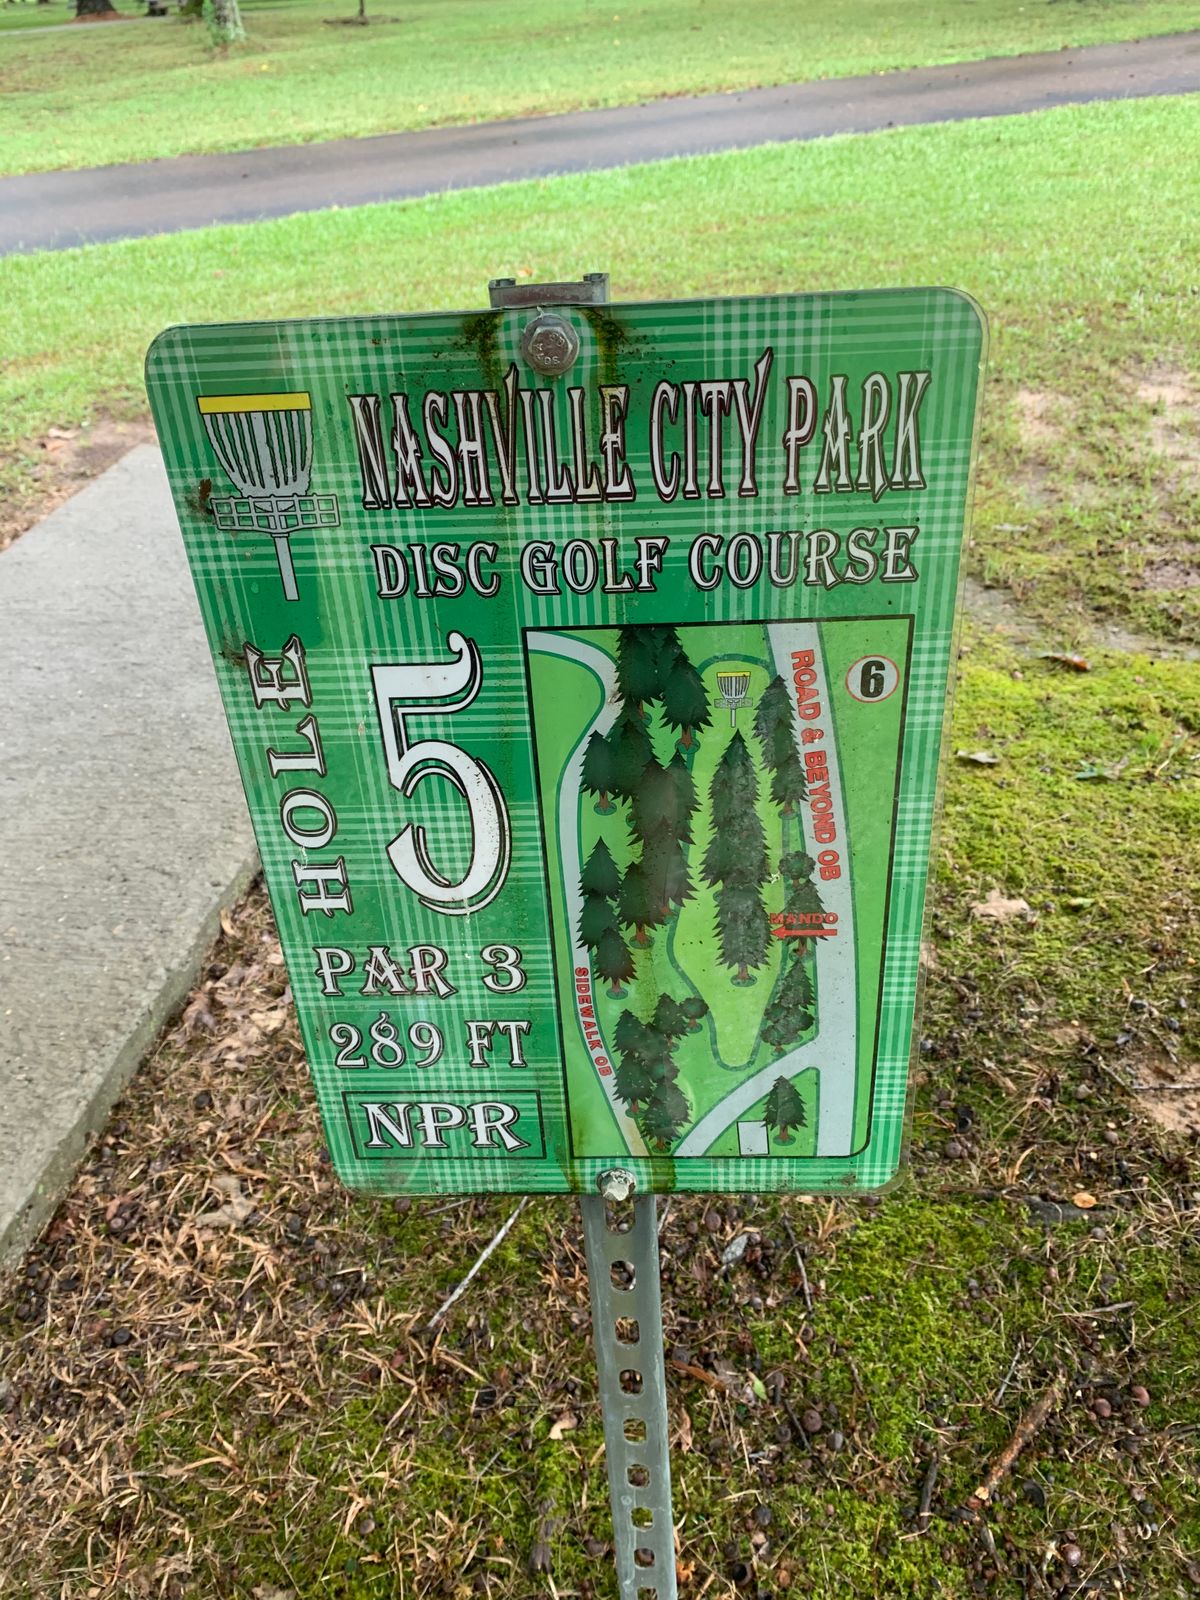 NASHVILLE CITY PARK
DISC GOLF COURSE
HOLE
5
PAR 3
289 FT
NPR
6
ROAD & BEYOND OB
MANDO
SIDEWALK OB